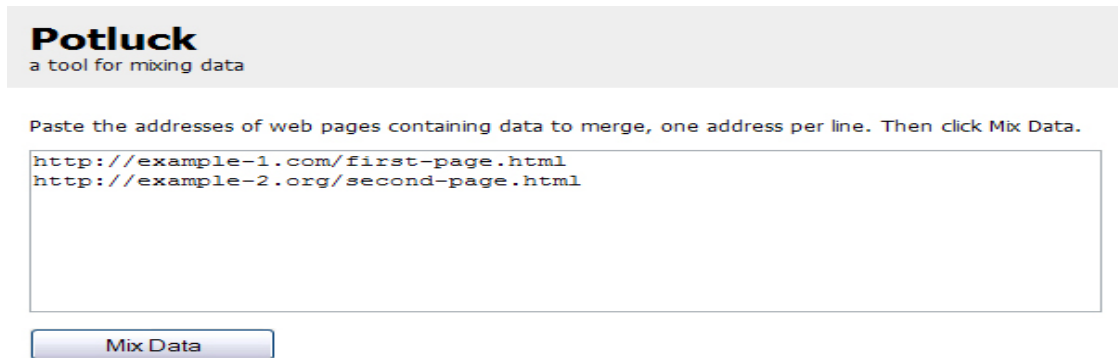 Potluck
a tool for mixing data
Paste the addresses of web pages containing data to merge, one address per line. Then click Mix Data.
http://example-1.com/first-page.html
http://example-2.org/second-page.html
Mix Data